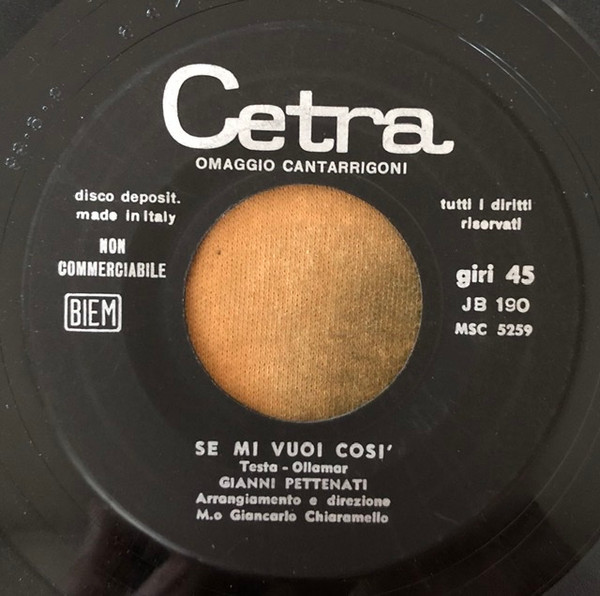 Cetra
OMAGGIO CANTARRIGONI
disco deposit.
made in Italy
NON
COMMERCIABILE
BIEM
tutti i diritti
riservati
giri 45
JB 190
MSC 5259
SE MI VUOI COSI'
Testa - Ollamar
GIANNI PETTENATI
Arrangiamento e direzione
M.o Giancarlo Chiaramello